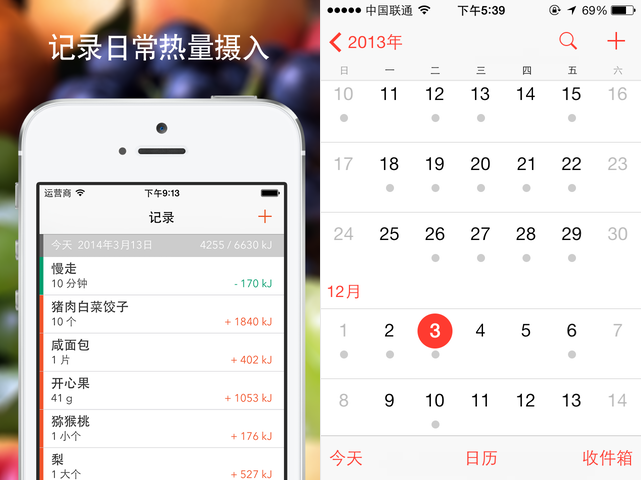 记录日常热量摄入
运营商 下午9:13
记录 +
今天 2014年3月13日 4255 / 6630 kJ
慢走
10 分钟 - 170 kJ
猪肉白菜饺子
10 个 + 1840 kJ
咸面包
1 片 + 402 kJ
开心果
41 g + 1053 kJ
猕猴桃
1 小个 + 176 kJ
梨
1 大个 + 527 kJ
中国联通 下午5:39 69%
2013年 +
日 一 二 三 四 五 六
10 11 12 13 14 15 16
17 18 19 20 21 22 23
24 25 26 27 28 29 30
12月
1 2 3 4 5 6 7
8 9 10 11 12 13 14
今天 日历 收件箱